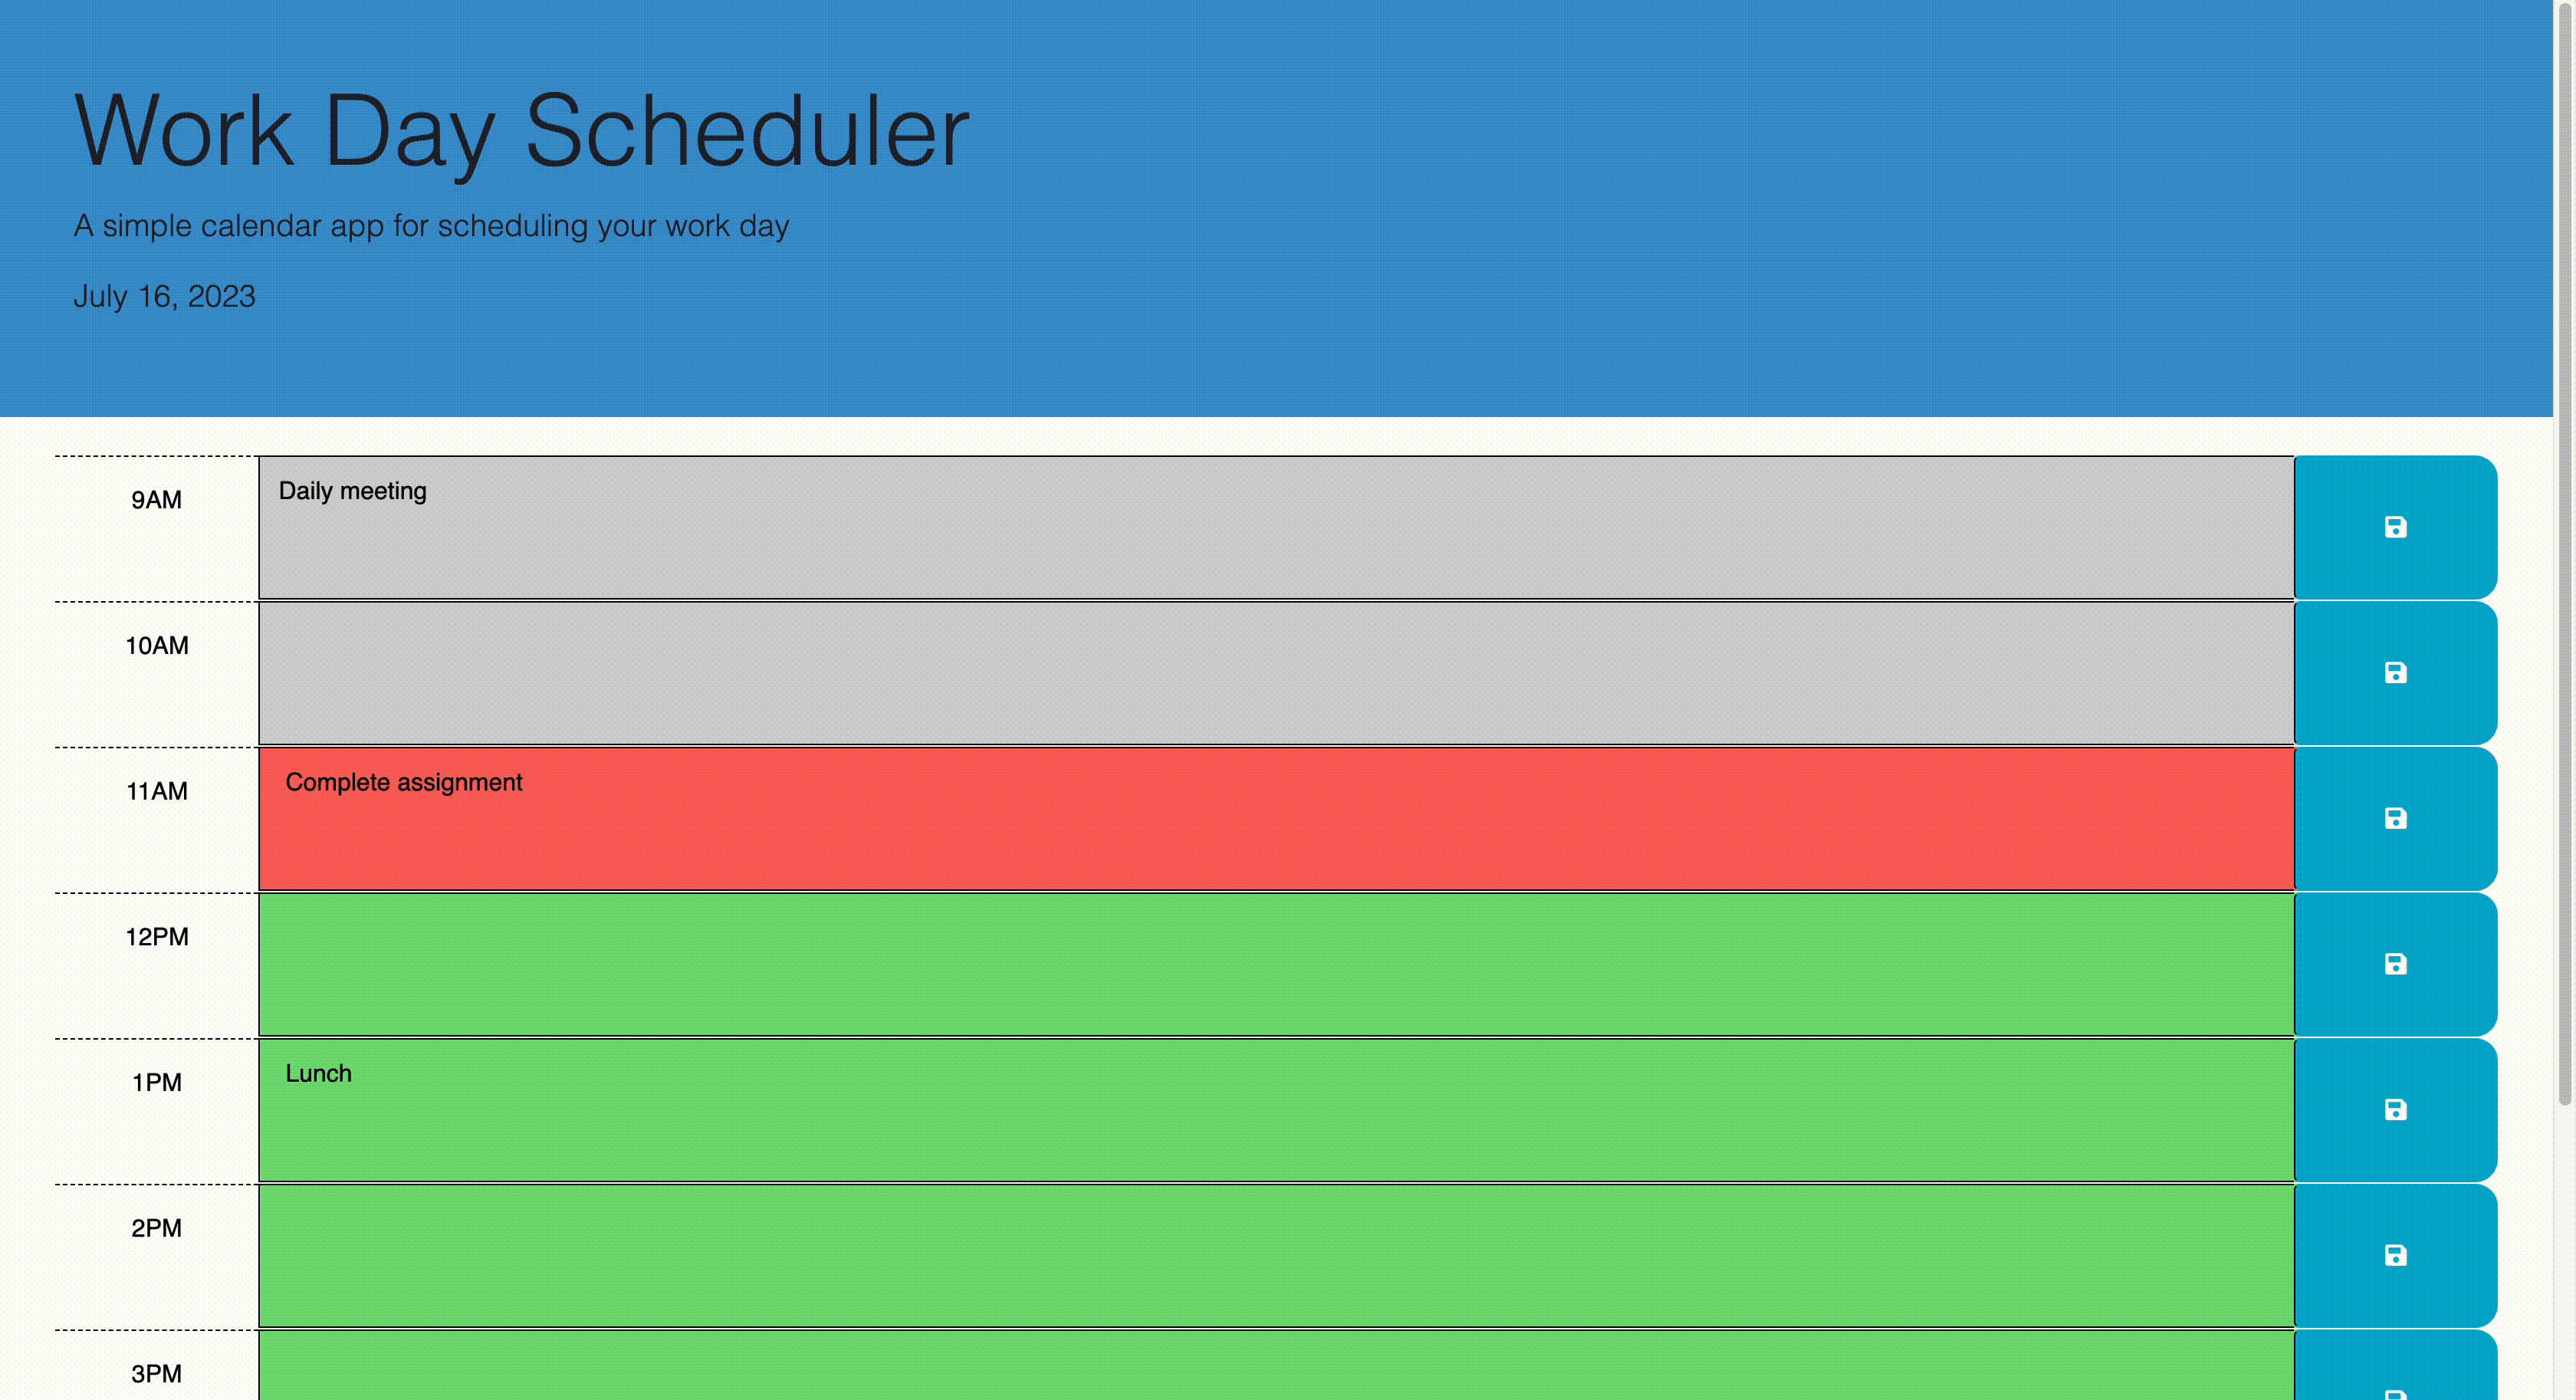 Work Day Scheduler
A simple calendar app for scheduling your work day
July 16, 2023
9AM
Daily meeting
10AM
11AM
Complete assignment
12PM
1PM
Lunch
2PM
3PM